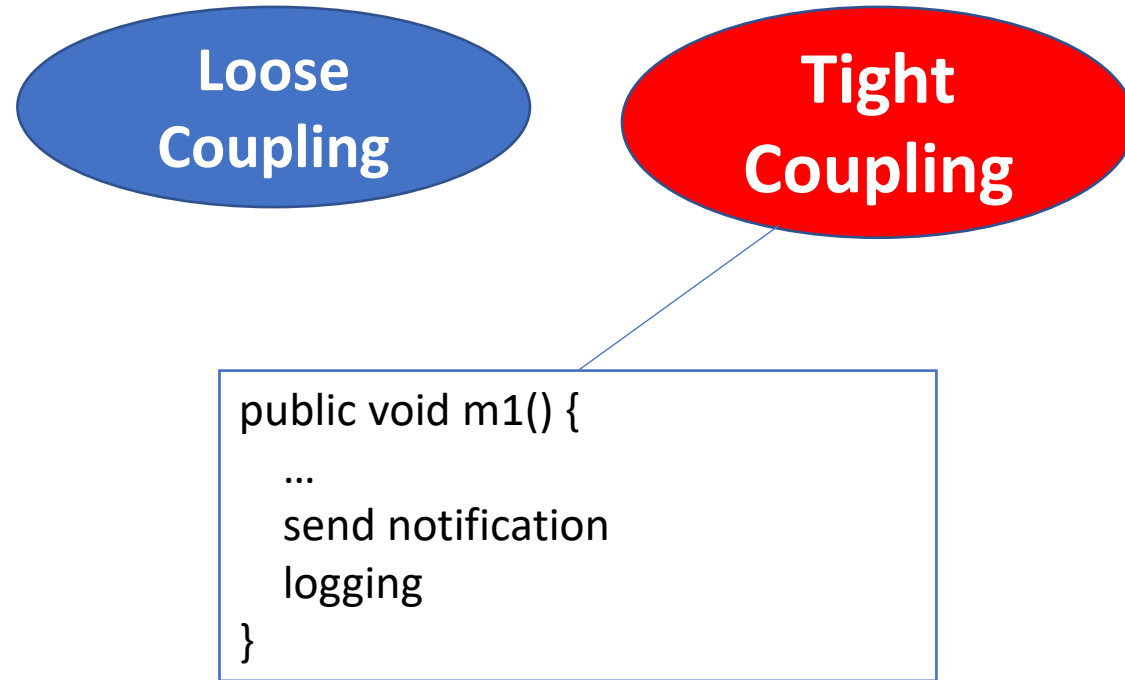 Loose
Coupling
Tight
Coupling
public void m1() {
…
send notification
logging
}